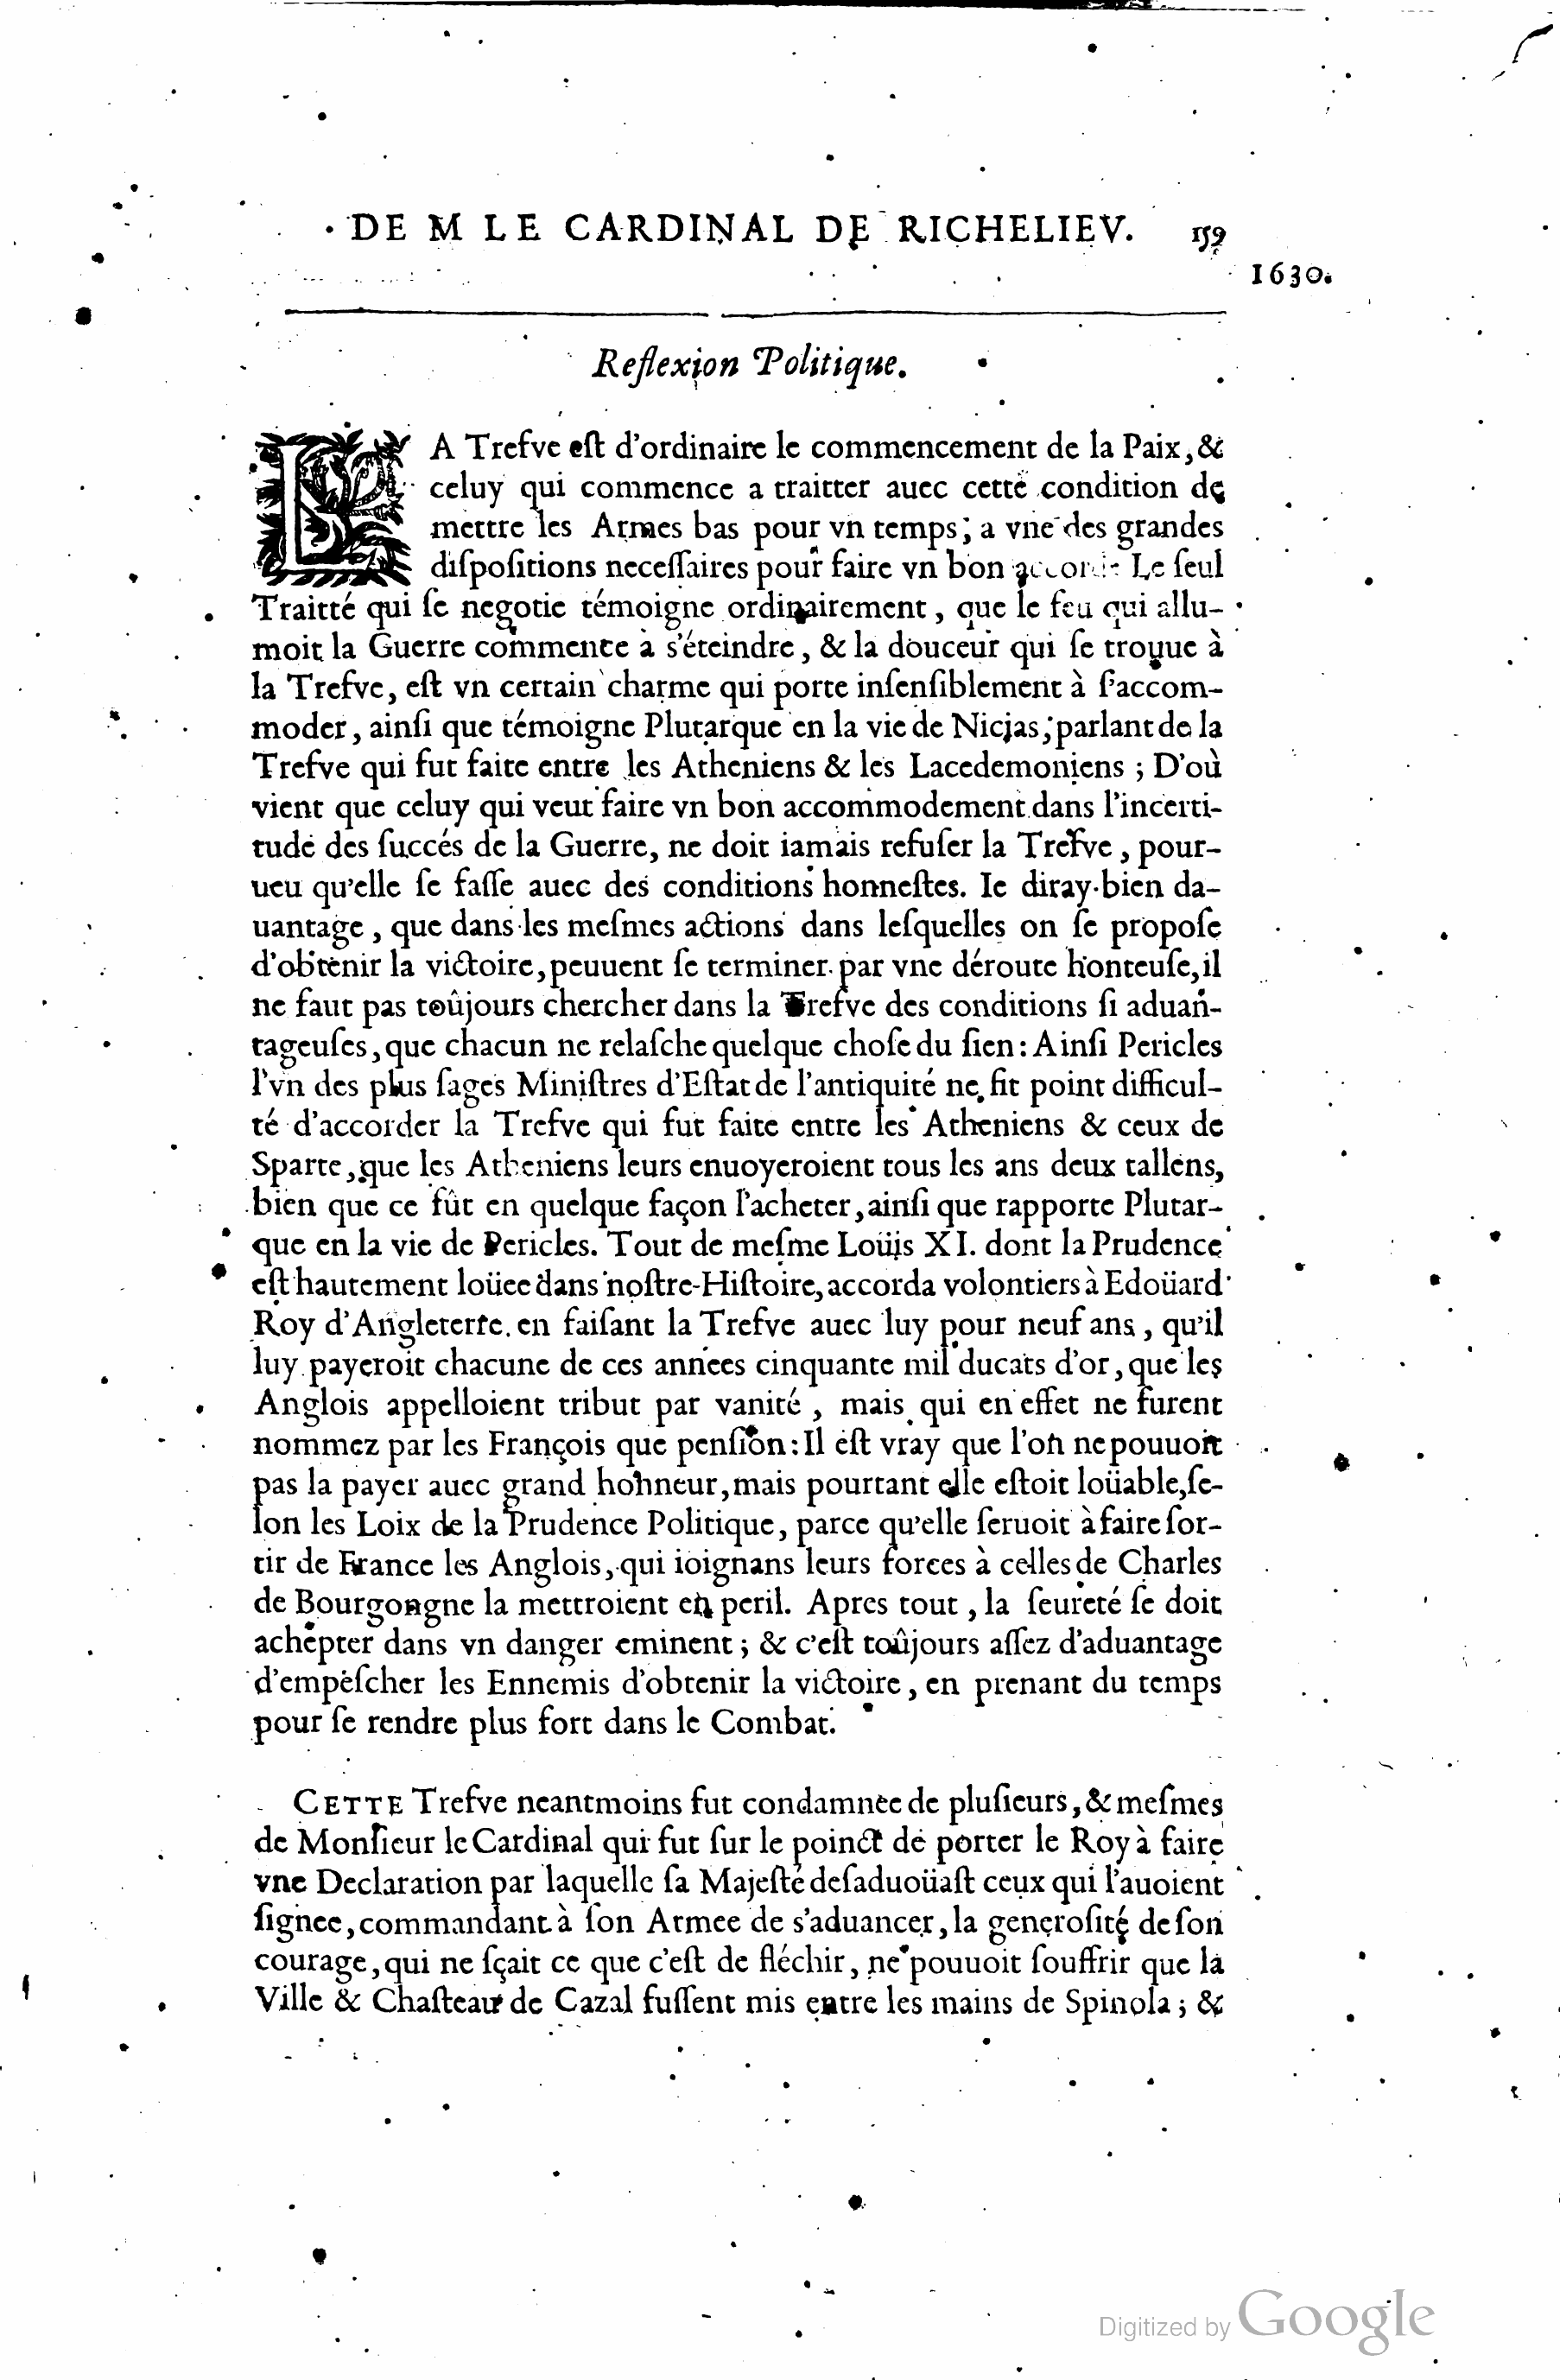 DE M LE CARDINAL DE RICHELIEV. 159
1630.
Reflexion Politique.
LA Trefve eſt d'ordinaire le commencement de la Paix, &
celuy qui commence a traitter auec cette condition de
mettre les Armes bas pour vn temps; a vne des grandes
diſpoſitions neceſſaires pour faire vn bon accord: Le ſeul
Traitté qui ſe negotie témoigne ordinairement, que le feu qui allu-
moit la Guerre commence à s'éteindre, & la douceur qui ſe trouue à
la Trefve, eſt vn certain charme qui porte inſenſiblement à ſ'accom-
moder, ainſi que témoigne Plutarque en la vie de Nicias, parlant de la
Trefve qui fut faite entre les Atheniens & les Lacedemoniens ; D'où
vient que celuy qui veut faire vn bon accommodement dans l'incerti-
tude des ſuccés de la Guerre, ne doit iamais refuſer la Trefve, pour-
ueu qu'elle ſe faſſe auec des conditions honneſtes. Ie diray bien da-
uantage, que dans les meſmes actions dans leſquelles on ſe propoſe
d'obtenir la victoire, peuuent ſe terminer par vne déroute honteuſe, il
ne faut pas toûjours chercher dans la Trefve des conditions ſi aduan-
tageuſes, que chacun ne relaſche quelque choſe du ſien: Ainſi Pericles
l'vn des plus ſages Miniſtres d'Eſtat de l'antiquité ne fit point difficul-
té d'accorder la Trefve qui fut faite entre les Atheniens & ceux de
Sparte, que les Atheniens leurs enuoyeroient tous les ans deux tallens,
bien que ce fût en quelque façon l'acheter, ainſi que rapporte Plutar-
que en la vie de Pericles. Tout de meſme Loüis XI. dont la Prudence
eſt hautement loüee dans noſtre Hiſtoire, accorda volontiers à Edoüard
Roy d'Angleterre en faiſant la Trefve auec luy pour neuf ans, qu'il
luy payeroit chacune de ces annees cinquante mil ducats d'or, que les
Anglois appelloient tribut par vanité, mais qui en effet ne furent
nommez par les François que penſion: Il eſt vray que l'on ne pouuoit
pas la payer auec grand honneur, mais pourtant elle eſtoit loüable, ſe-
lon les Loix de la Prudence Politique, parce qu'elle ſeruoit à faire ſor-
tir de France les Anglois, qui ioignans leurs forces à celles de Charles
de Bourgongne la mettroient en peril. Apres tout, la ſeureté ſe doit
achepter dans vn danger eminent ; & c'eſt toûjours aſſez d'aduantage
d'empéſcher les Ennemis d'obtenir la victoire, en prenant du temps
pour ſe rendre plus fort dans le Combat.
CETTE Trefve neantmoins fut condamnee de pluſieurs, & meſmes
de Monſieur le Cardinal qui fut ſur le poinct de porter le Roy à faire
vne Declaration par laquelle ſa Majeſté deſaduoüaſt ceux qui l'auoient
ſignee, commandant à ſon Armee de s'aduancer, la generoſité de ſon
courage, qui ne ſçait ce que c'eſt de fléchir, ne pouuoit ſouffrir que la
Ville & Chaſteau de Cazal fuſſent mis entre les mains de Spinola ; &
Digitized by Google